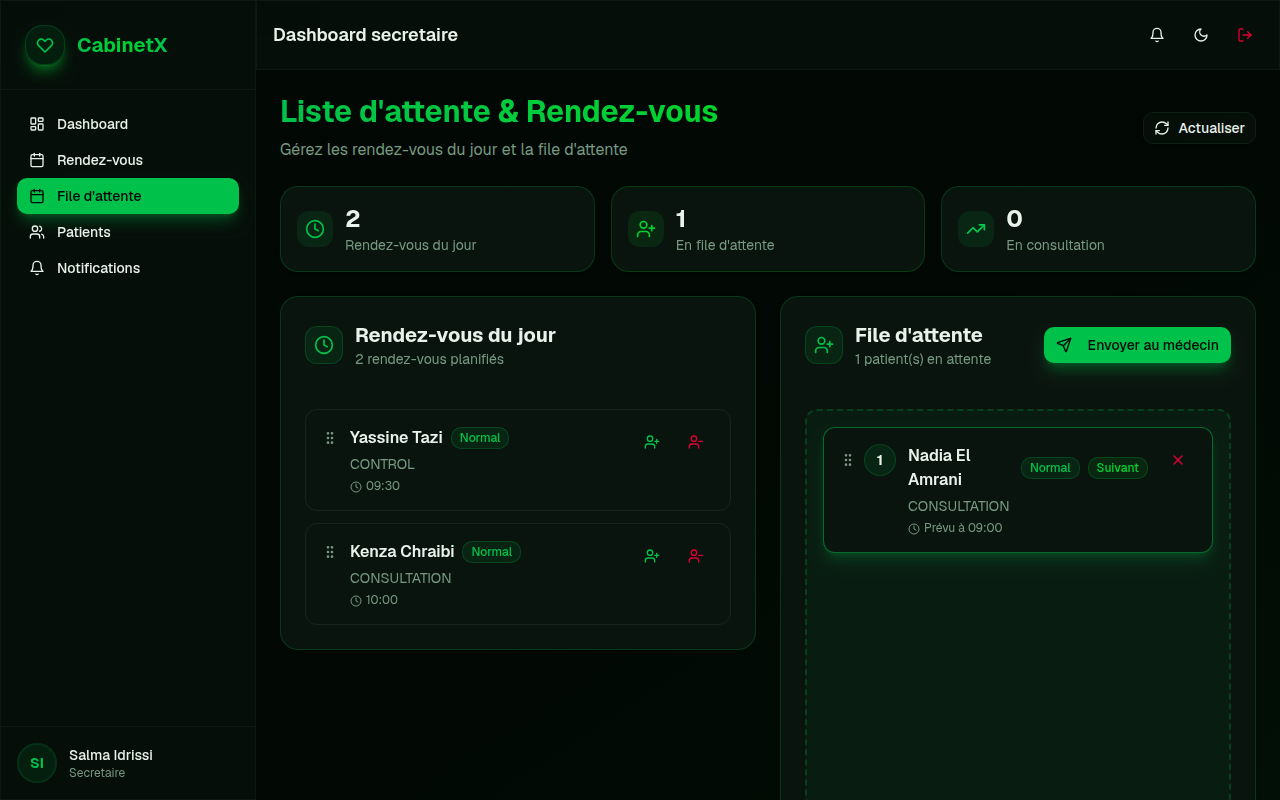 CabinetX
Dashboard
Rendez-vous
File d'attente
Patients
Notifications
SI
Salma Idrissi
Secretaire
Dashboard secretaire
Liste d'attente & Rendez-vous
Gérez les rendez-vous du jour et la file d'attente
Actualiser
2
Rendez-vous du jour
1
En file d'attente
0
En consultation
Rendez-vous du jour
2 rendez-vous planifiés
Yassine Tazi Normal
CONTROL
09:30
Kenza Chraibi Normal
CONSULTATION
10:00
File d'attente
1 patient(s) en attente
Envoyer au médecin
1
Nadia El
Amrani
Normal Suivant
CONSULTATION
Prévu à 09:00